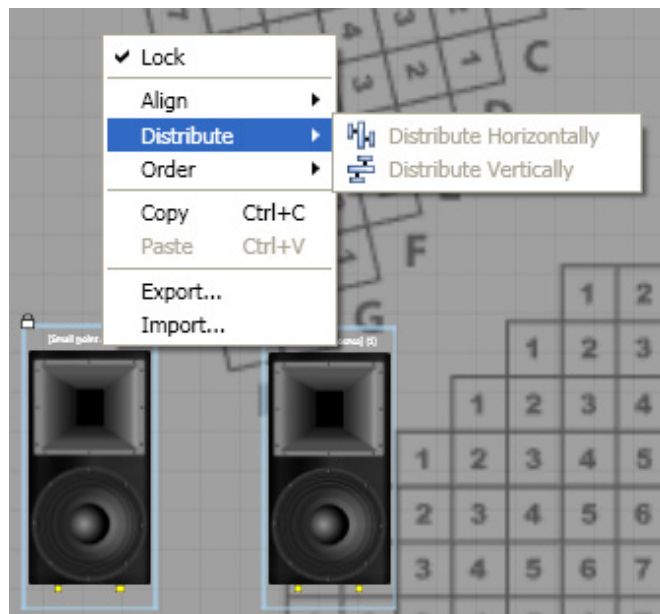 Lock
Align
Distribute
Distribute Horizontally
Distribute Vertically
Order
Copy Ctrl+C
Paste Ctrl+V
Export...
Import...
[Small point
(S)
C
F
G
1 2
1 2 3
1 2 3 4
1 2 3 4 5
2 3 4 5 6
3 4 5 6 7